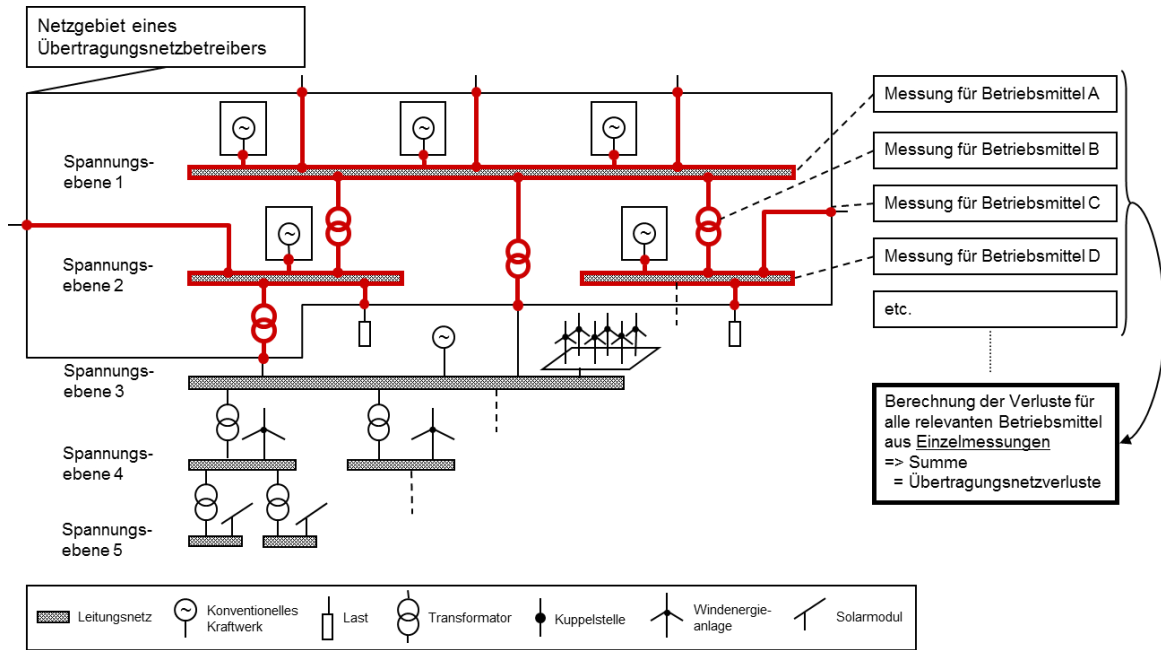 Netzgebiet eines
Übertragungsnetzbetreibers
Spannungs-
ebene 1
Spannungs-
ebene 2
Spannungs-
ebene 3
Spannungs-
ebene 4
Spannungs-
ebene 5
Messung für Betriebsmittel A
Messung für Betriebsmittel B
Messung für Betriebsmittel C
Messung für Betriebsmittel D
etc.
Berechnung der Verluste für
alle relevanten Betriebsmittel
aus Einzelmessungen
=> Summe
= Übertragungsnetzverluste
Leitungsnetz
Konventionelles
Kraftwerk
Last
Transformator
Kuppelstelle
Windenergie-
anlage
Solarmodul